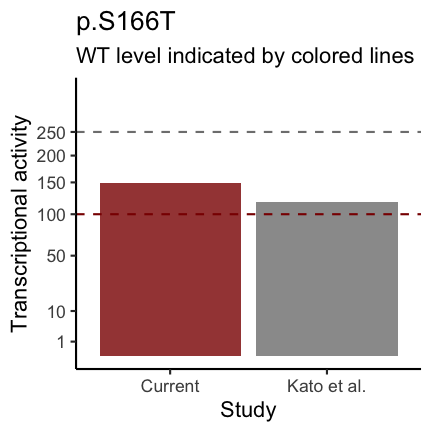 p.S166T
WT level indicated by colored lines
Transcriptional activity
250
200
150
100
50
10
1
Current
Kato et al.
Study